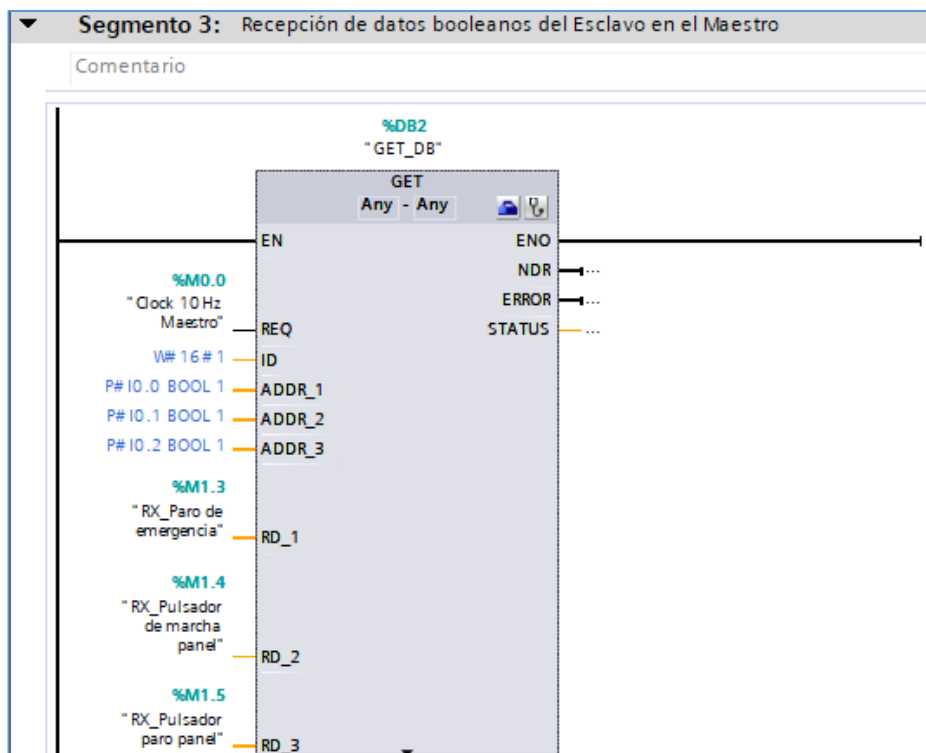 Segmento 3: Recepción de datos booleanos del Esclavo en el Maestro
Comentario
%DB2
"GET_DB"
GET
Any - Any
EN
ENO
NDR
...
%M0.0
"Clock 10 Hz
Maestro"
REQ
ERROR
...
STATUS
...
W#16#1
ID
P#I0.0 BOOL 1
ADDR_1
P#I0.1 BOOL 1
ADDR_2
P#I0.2 BOOL 1
ADDR_3
%M1.3
"RX_Paro de
emergencia"
RD_1
%M1.4
"RX_Pulsador
de marcha
panel"
RD_2
%M1.5
"RX_Pulsador
paro panel"
RD_3